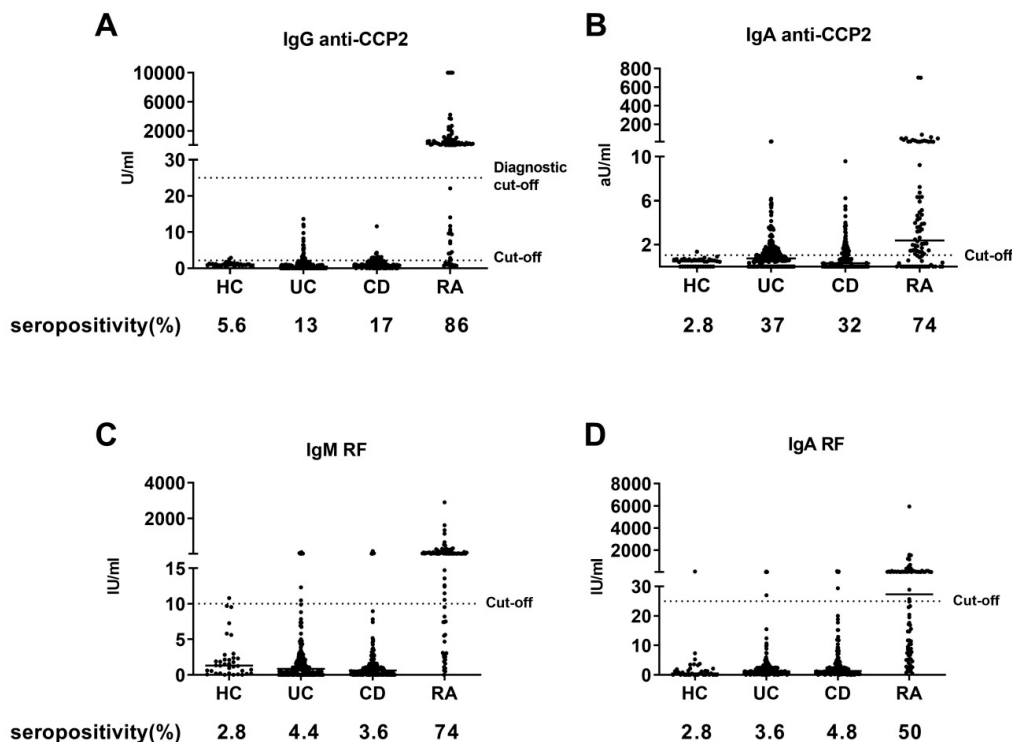 A
IgG anti-CCP2
U/ml
10000
6000
2000
30
20
10
0
Diagnostic
cut-off
Cut-off
HC UC CD RA
seropositivity(%) 5.6 13 17 86
B
IgA anti-CCP2
aU/ml
800
600
400
200
10
6
2
Cut-off
HC UC CD RA
seropositivity(%) 2.8 37 32 74
C
IgM RF
IU/ml
4000
2000
15
10
5
0
Cut-off
HC UC CD RA
seropositivity(%) 2.8 4.4 3.6 74
D
IgA RF
IU/ml
8000
6000
4000
2000
30
20
10
0
Cut-off
HC UC CD RA
seropositivity(%) 2.8 3.6 4.8 50